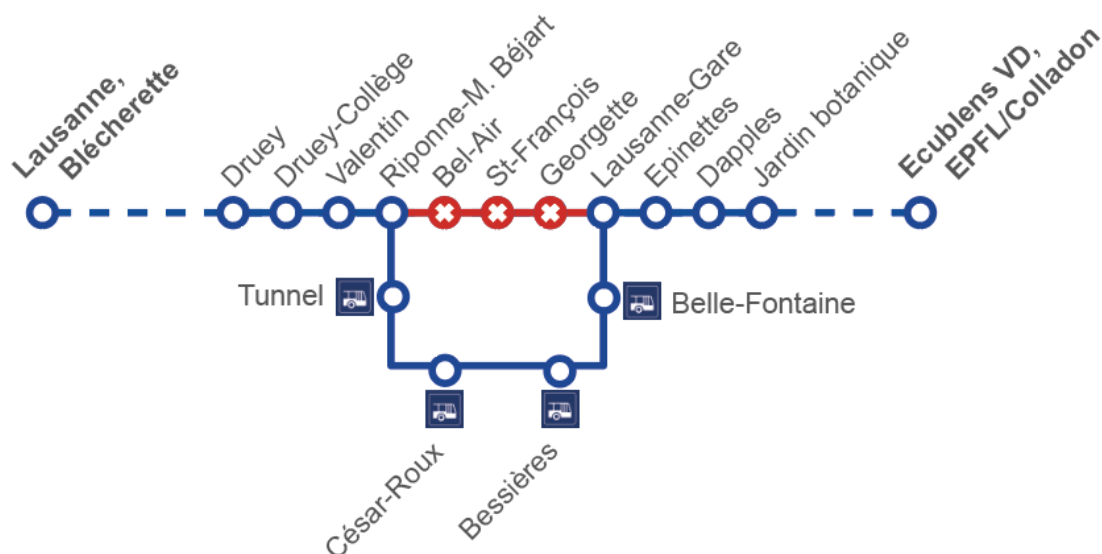 Lausanne,
Blécherette
Druey
Druey-Collège
Valentin
Riponne-M. Béjart
Bel-Air
St-François
Georgette
Lausanne-Gare
Epinettes
Dapples
Jardin botanique
Ecublens VD,
EPFL/Colladon
Tunnel
Belle-Fontaine
César-Roux
Bessières